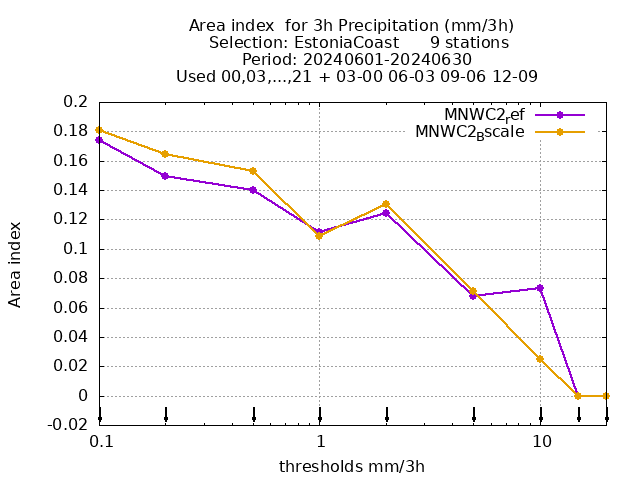 Area index for 3h Precipitation (mm/3h)
Selection: EstoniaCoast 9 stations
Period: 20240601-20240630
Used 00,03,...,21 + 03-00 06-03 09-06 12-09
MNWC2ref
MNWC2Bscale
0.2
0.18
0.16
0.14
0.12
0.1
0.08
0.06
0.04
0.02
0
-0.02
Area index
0.1 1 10
thresholds mm/3h